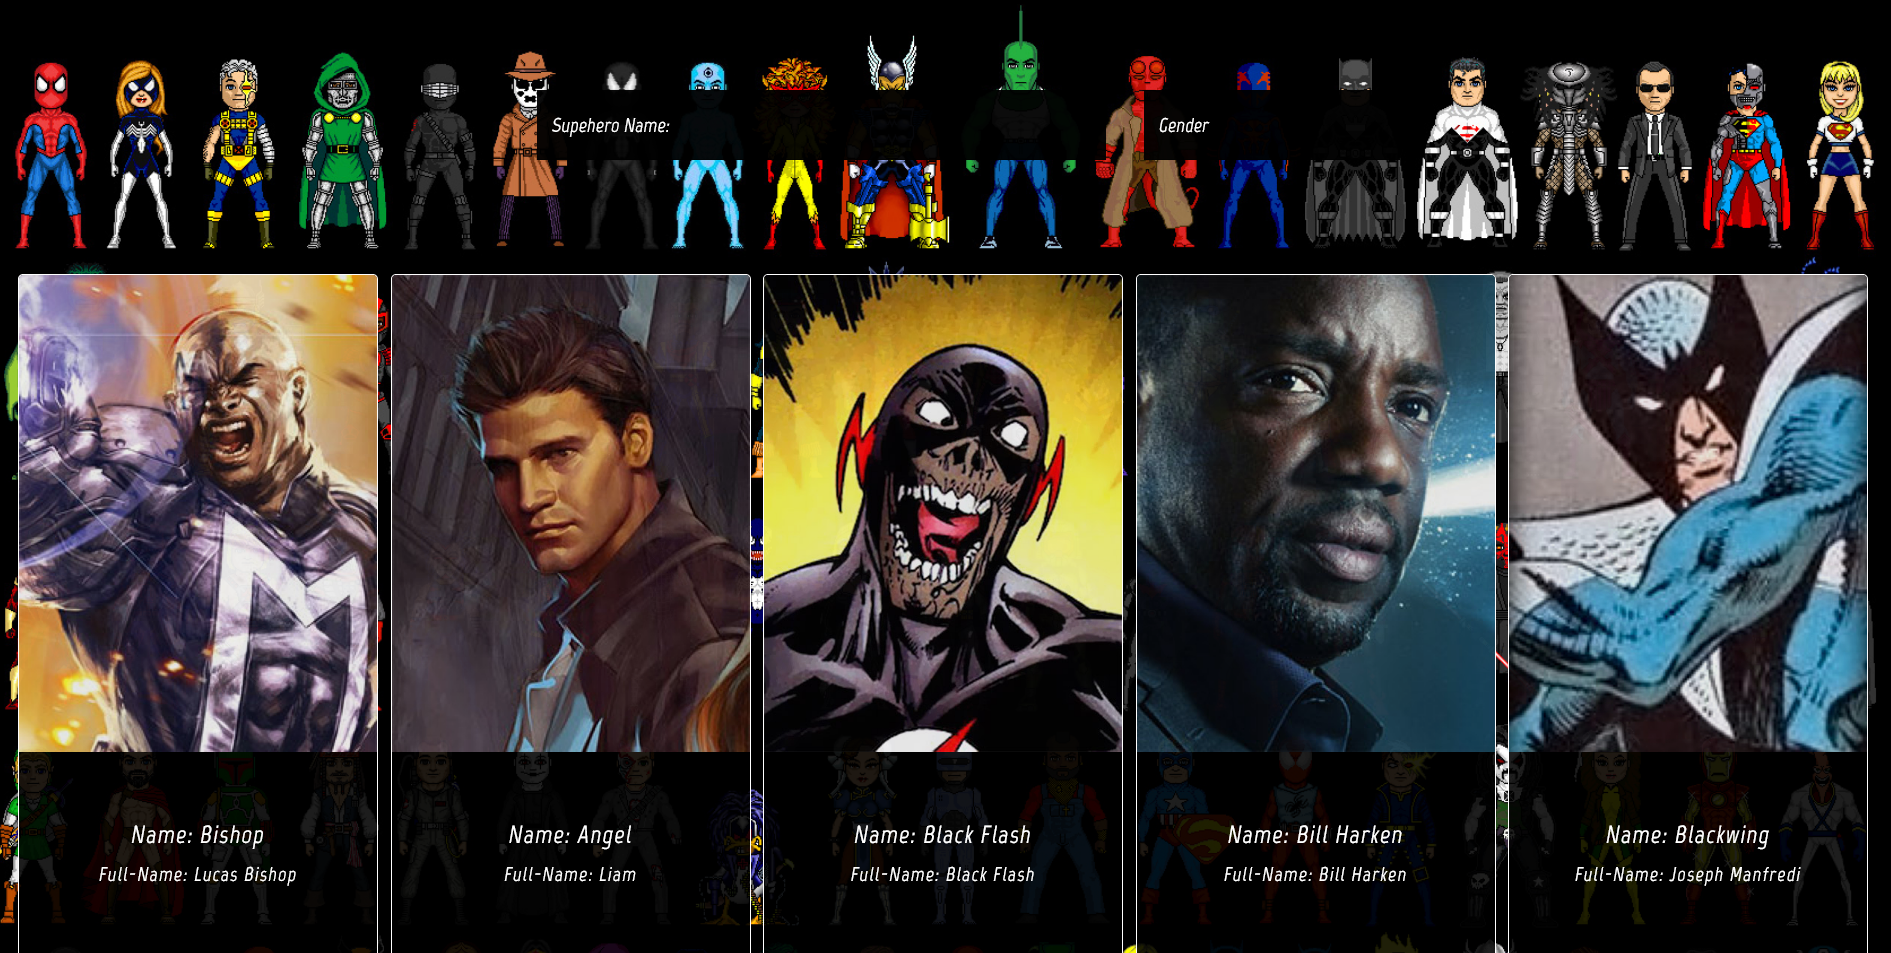 Supehero Name:
Gender
Name: Bishop
Full-Name: Lucas Bishop
Name: Angel
Full-Name: Liam
Name: Black Flash
Full-Name: Black Flash
Name: Bill Harken
Full-Name: Bill Harken
Name: Blackwing
Full-Name: Joseph Manfredi